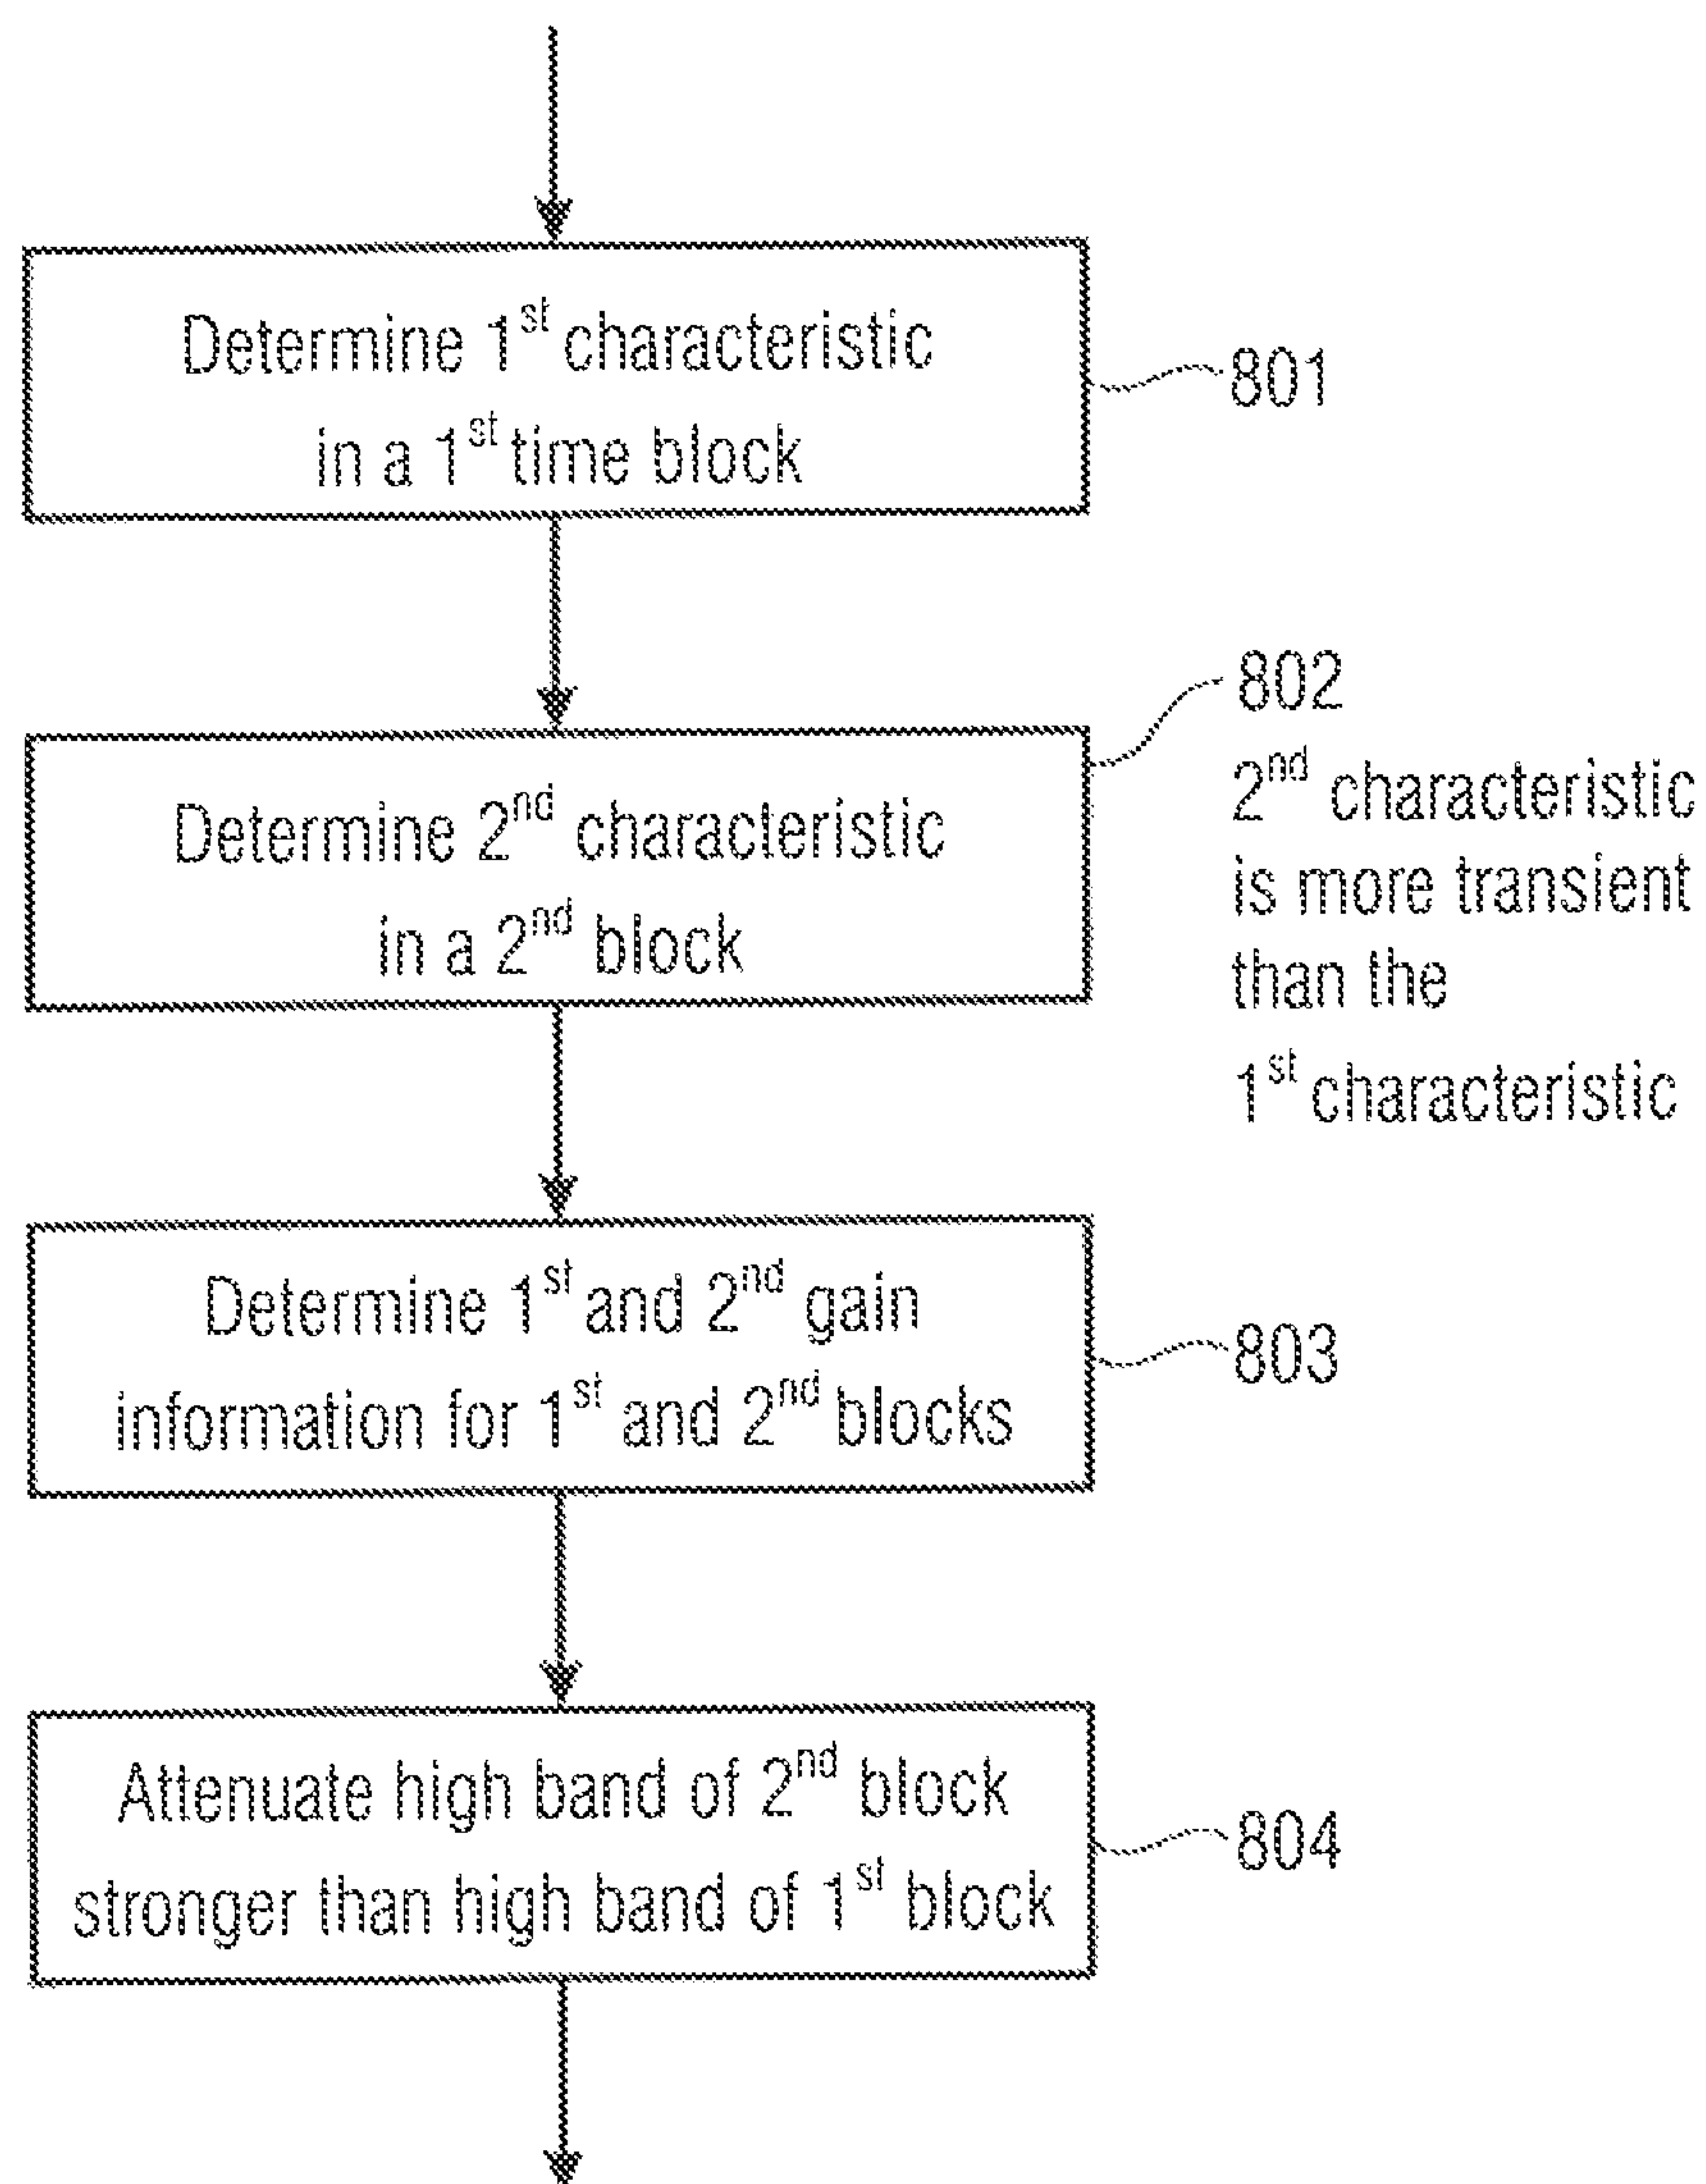 Determine 1st characteristic
in a 1st time block
801
802
Determine 2nd characteristic
in a 2nd block
2nd characteristic
is more transient
than the
1st characteristic
Determine 1st and 2nd gain
information for 1st and 2nd blocks
803
Attenuate high band of 2nd block
stronger than high band of 1st block
804